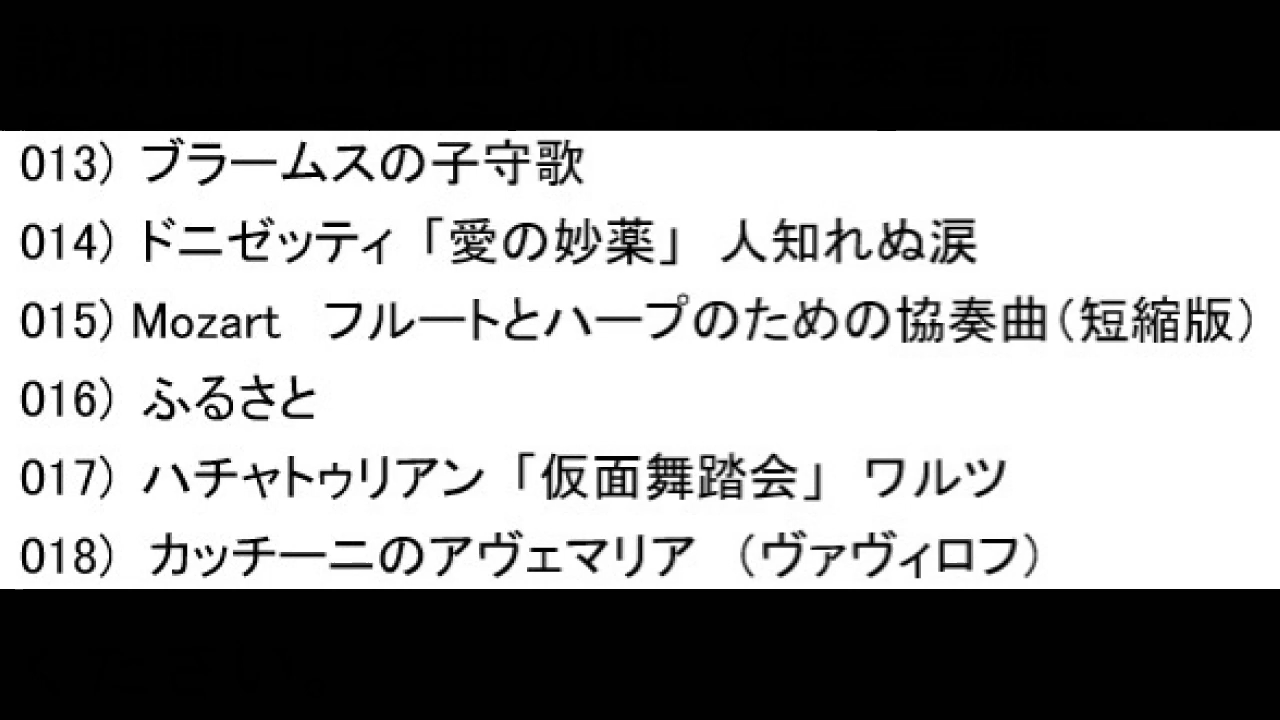 013) ブラームスの子守歌
014) ドニゼッティ「愛の妙薬」 人知れぬ涙
015) Mozart　フルートとハープのための協奏曲(短縮版)
016) ふるさと
017) ハチャトゥリアン「仮面舞踏会」 ワルツ
018) カッチーニのアヴェマリア　(ヴァヴィロフ)